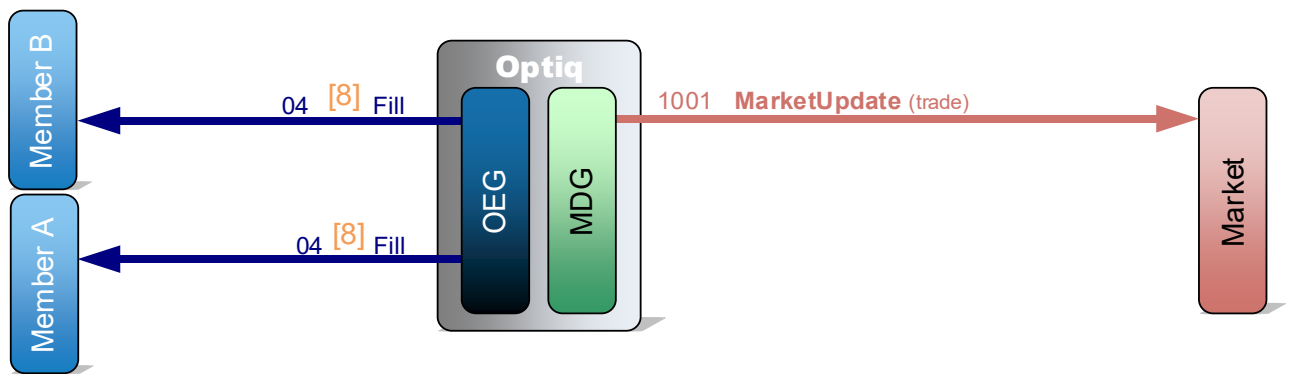 Member B
04 [8] Fill
Optiq
OEG
MDG
1001 MarketUpdate (trade)
Market
Member A
04 [8] Fill